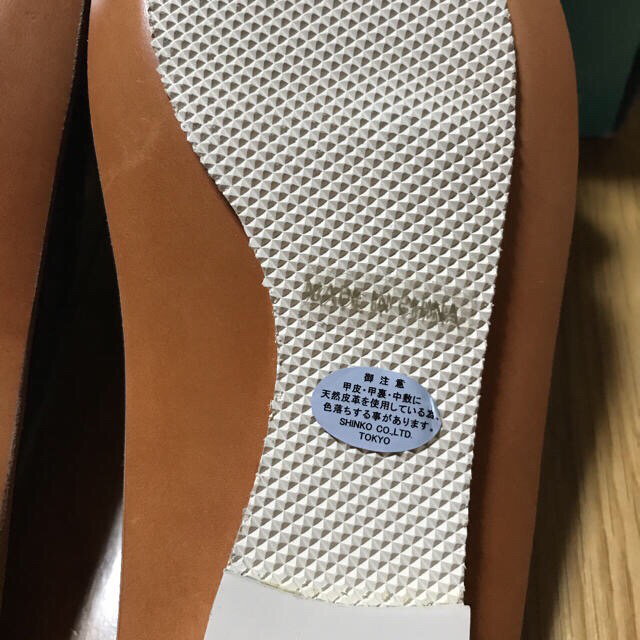 MADE IN CHINA
御注意
甲皮・甲裏・中敷に
天然皮革を使用している為、
色落ちする事があります。
SHINKO CO.,LTD.
TOKYO